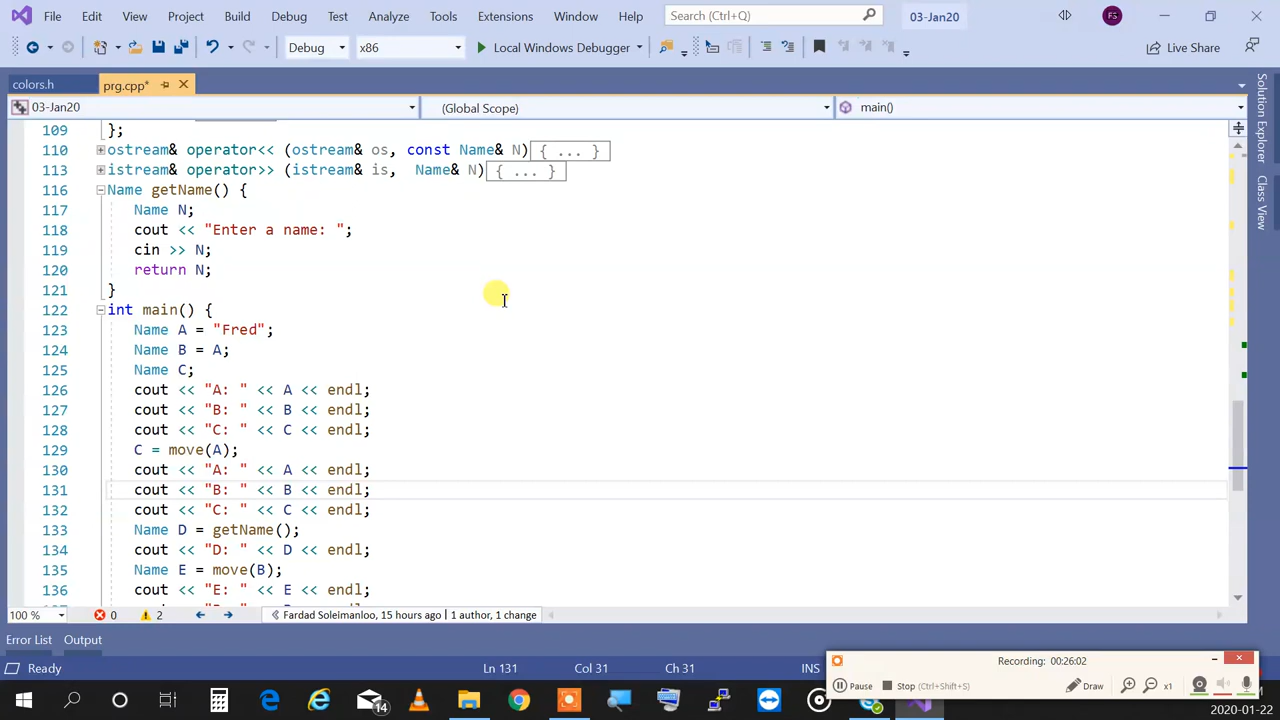 File Edit View Project Build Debug Test Analyze Tools Extensions Window Help Search (Ctrl+Q) 03-Jan20 FS
Debug x86 Local Windows Debugger Live Share
colors.h prg.cpp*
03-Jan20 (Global Scope) main()
109 };
110 ostream& operator<< (ostream& os, const Name& N) { ... }
113 istream& operator>> (istream& is,  Name& N) { ... }
116 Name getName() {
117 Name N;
118 cout << "Enter a name: ";
119 cin >> N;
120 return N;
121 }
122 int main() {
123 Name A = "Fred";
124 Name B = A;
125 Name C;
126 cout << "A: " << A << endl;
127 cout << "B: " << B << endl;
128 cout << "C: " << C << endl;
129 C = move(A);
130 cout << "A: " << A << endl;
131 cout << "B: " << B << endl;
132 cout << "C: " << C << endl;
133 Name D = getName();
134 cout << "D: " << D << endl;
135 Name E = move(B);
136 cout << "E: " << E << endl;
Solution Explorer
Class View
100 % 0 2 Fardad Soleimanloo, 15 hours ago | 1 author, 1 change
Error List Output
Ready Ln 131 Col 31 Ch 31 INS
Recording: 00:26:02
Pause Stop (Ctrl+Shift+S) Draw x1
14
2020-01-22